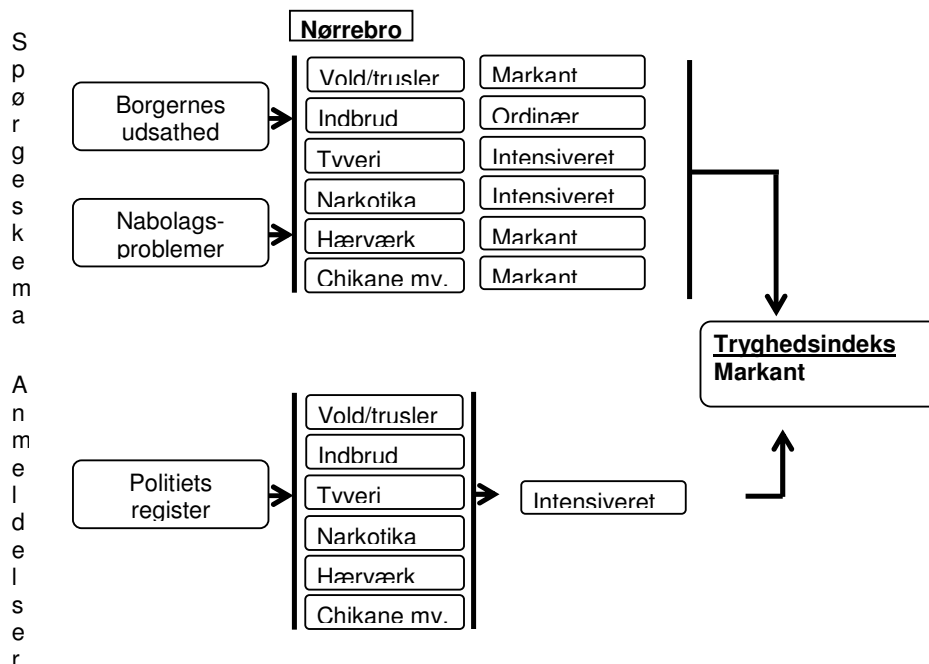 Spørgeskema
Nørrebro
Borgernes
udsathed
Nabolags-
problemer
Vold/trusler
Markant
Indbrud
Ordinær
Tyveri
Intensiveret
Narkotika
Intensiveret
Hærværk
Markant
Chikane mv.
Markant
Tryghedsindeks
Markant
Anmeldelser
Politiets
register
Vold/trusler
Indbrud
Tyveri
Narkotika
Hærværk
Chikane mv.
Intensiveret